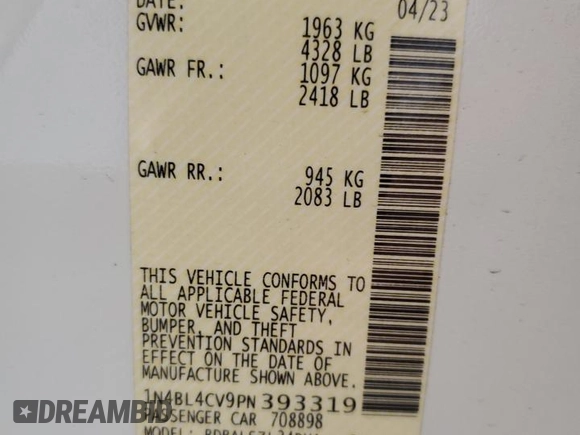 DATE: 04/23
GVWR: 1963 KG
4328 LB
GAWR FR.: 1097 KG
2418 LB
GAWR RR.: 945 KG
2083 LB
THIS VEHICLE CONFORMS TO
ALL APPLICABLE FEDERAL
MOTOR VEHICLE SAFETY,
BUMPER, AND THEFT
PREVENTION STANDARDS IN
EFFECT ON THE DATE OF
MANUFACTURE SHOWN ABOVE.
1N4BL4CV9PN393319
PASSENGER CAR 708898
MODEL:
DREAMBID